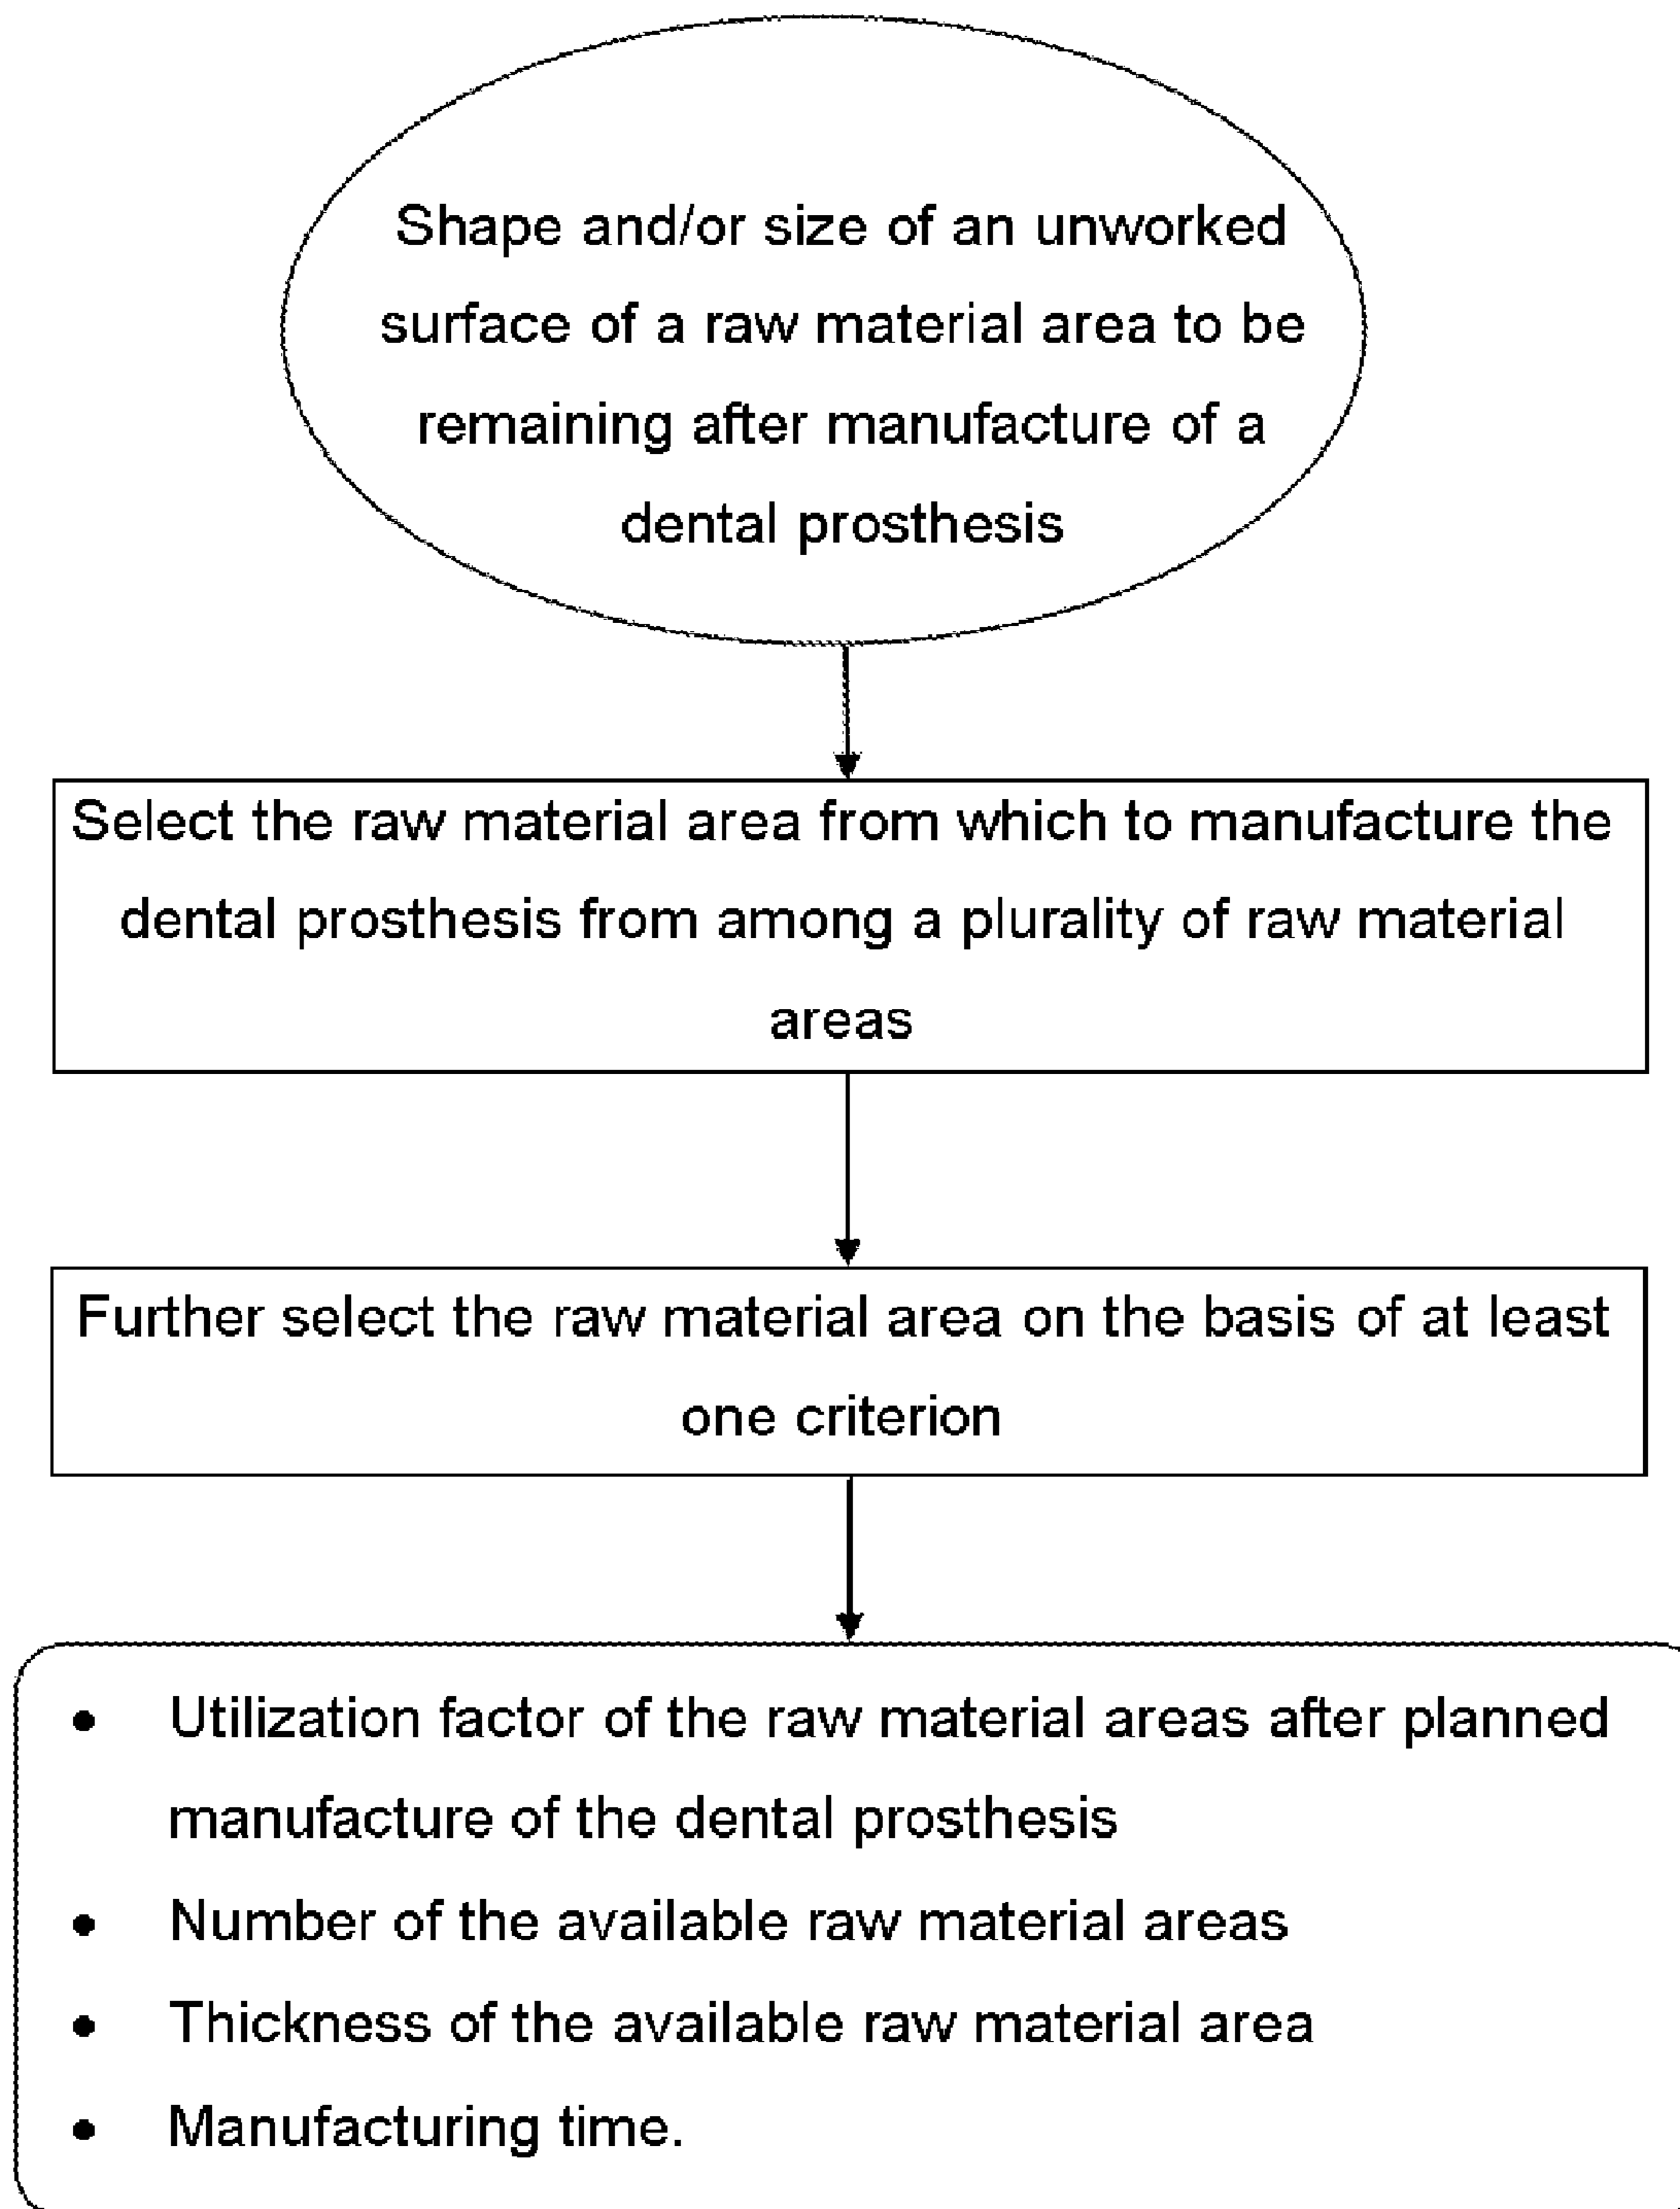 Shape and/or size of an unworked
surface of a raw material area to be
remaining after manufacture of a
dental prosthesis
Select the raw material area from which to manufacture the
dental prosthesis from among a plurality of raw material
areas
Further select the raw material area on the basis of at least
one criterion
• Utilization factor of the raw material areas after planned
manufacture of the dental prosthesis
• Number of the available raw material areas
• Thickness of the available raw material area
• Manufacturing time.